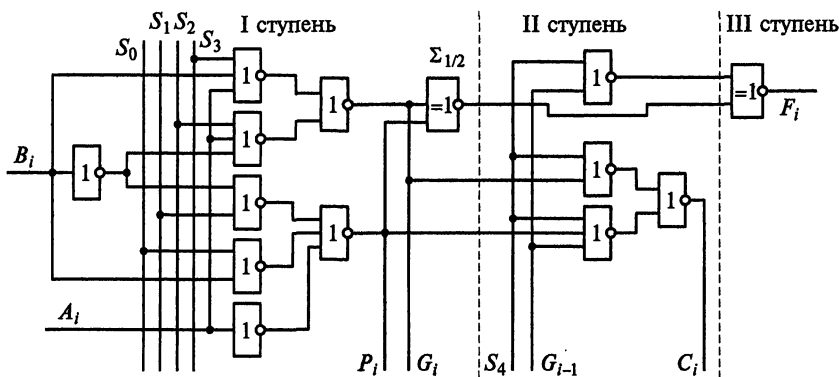 I ступень
II ступень
III ступень
S₀
S₁
S₂
S₃
Σ₁/₂
1
1
1
1
=1
1
=1
Fᵢ
Bᵢ
1
1
1
1
1
1
1
Aᵢ
1
Pᵢ
Gᵢ
S₄
Gᵢ₋₁
Cᵢ